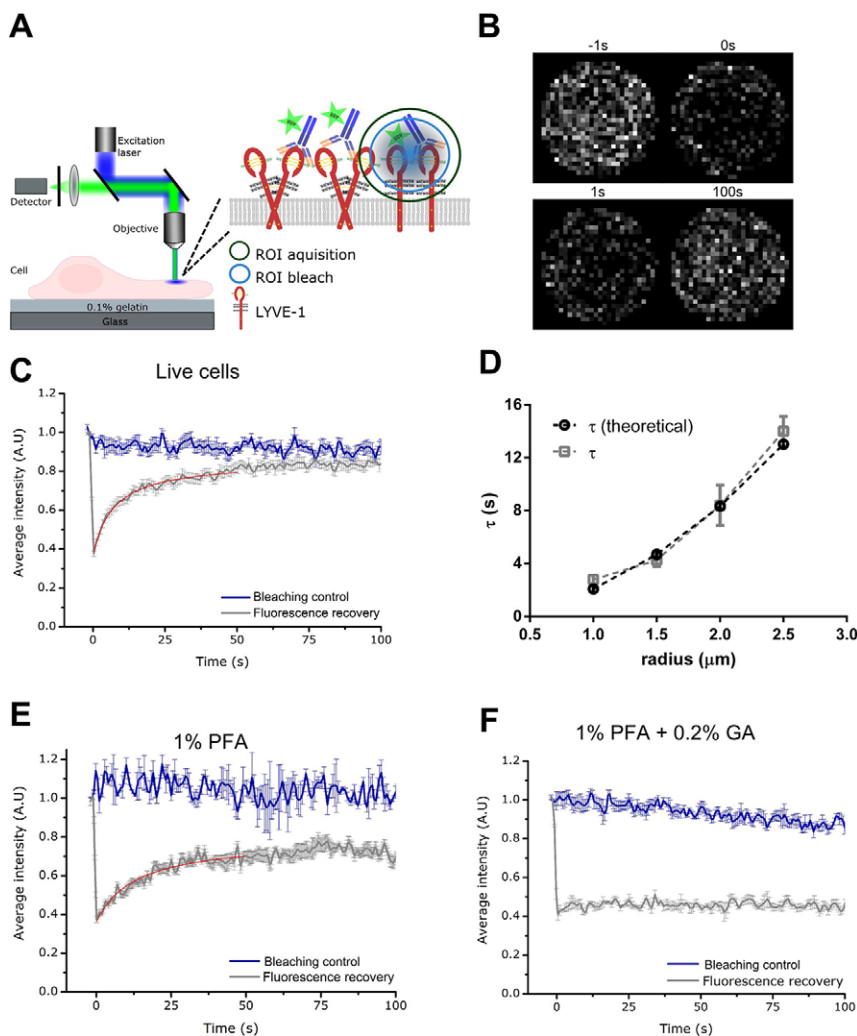 A
Excitation
laser
Detector
Objective
Cell
0.1% gelatin
Glass
ROI aquisition
ROI bleach
LYVE-1
B
-1s
0s
1s
100s
C
Live cells
Average intensity (A.U)
1.2
1.0
0.8
0.6
0.4
0.2
0.0
Bleaching control
Fluorescence recovery
0
25
50
75
100
Time (s)
D
τ (s)
16
12
8
4
0
τ (theoretical)
τ
0.5
1.0
1.5
2.0
2.5
3.0
radius (μm)
E
1% PFA
Average intensity (A.U)
1.2
1.0
0.8
0.6
0.4
0.2
0.0
Bleaching control
Fluorescence recovery
0
25
50
75
100
Time (s)
F
1% PFA + 0.2% GA
Average intensity (A.U)
1.2
1.0
0.8
0.6
0.4
0.2
0.0
Bleaching control
Fluorescence recovery
0
25
50
75
100
Time (s)